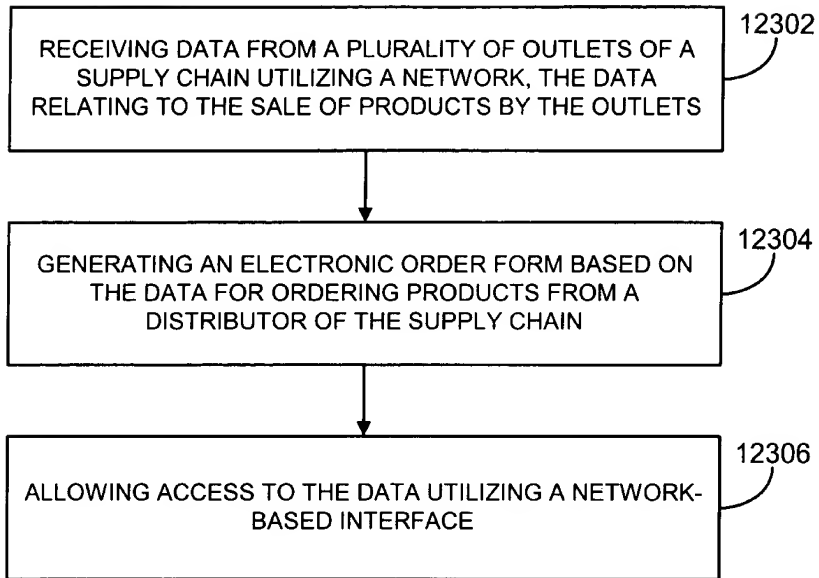 12302
RECEIVING DATA FROM A PLURALITY OF OUTLETS OF A
SUPPLY CHAIN UTILIZING A NETWORK, THE DATA
RELATING TO THE SALE OF PRODUCTS BY THE OUTLETS
12304
GENERATING AN ELECTRONIC ORDER FORM BASED ON
THE DATA FOR ORDERING PRODUCTS FROM A
DISTRIBUTOR OF THE SUPPLY CHAIN
12306
ALLOWING ACCESS TO THE DATA UTILIZING A NETWORK-
BASED INTERFACE